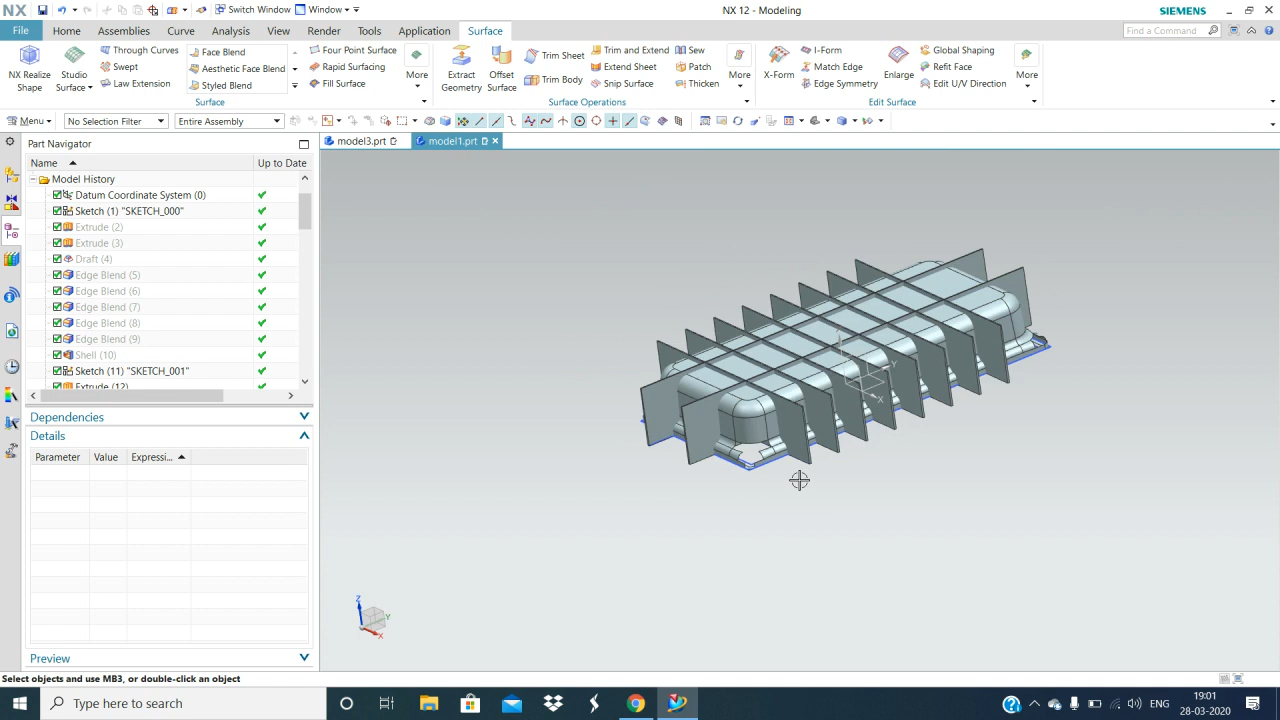 NX
Switch Window
Window
NX 12 - Modeling
SIEMENS
File
Home
Assemblies
Curve
Analysis
View
Render
Tools
Application
Surface
Find a Command
NX Realize Shape
Studio Surface
Through Curves
Swept
Law Extension
Face Blend
Aesthetic Face Blend
Styled Blend
Four Point Surface
Rapid Surfacing
Fill Surface
More
Surface
Extract Geometry
Offset Surface
Trim Sheet
Trim Body
Trim and Extend
Extend Sheet
Snip Surface
Sew
Patch
Thicken
More
Surface Operations
X-Form
I-Form
Match Edge
Edge Symmetry
Enlarge
Global Shaping
Refit Face
Edit U/V Direction
More
Edit Surface
Menu
No Selection Filter
Entire Assembly
Part Navigator
model3.prt
model1.prt
Name
Up to Date
Model History
Datum Coordinate System (0)
Sketch (1) "SKETCH_000"
Extrude (2)
Extrude (3)
Draft (4)
Edge Blend (5)
Edge Blend (6)
Edge Blend (7)
Edge Blend (8)
Edge Blend (9)
Shell (10)
Sketch (11) "SKETCH_001"
Extrude (12)
Dependencies
Details
Parameter
Value
Expressi...
Preview
Y
X
Z
Y
X
Select objects and use MB3, or double-click an object
Type here to search
ENG
19:01
28-03-2020